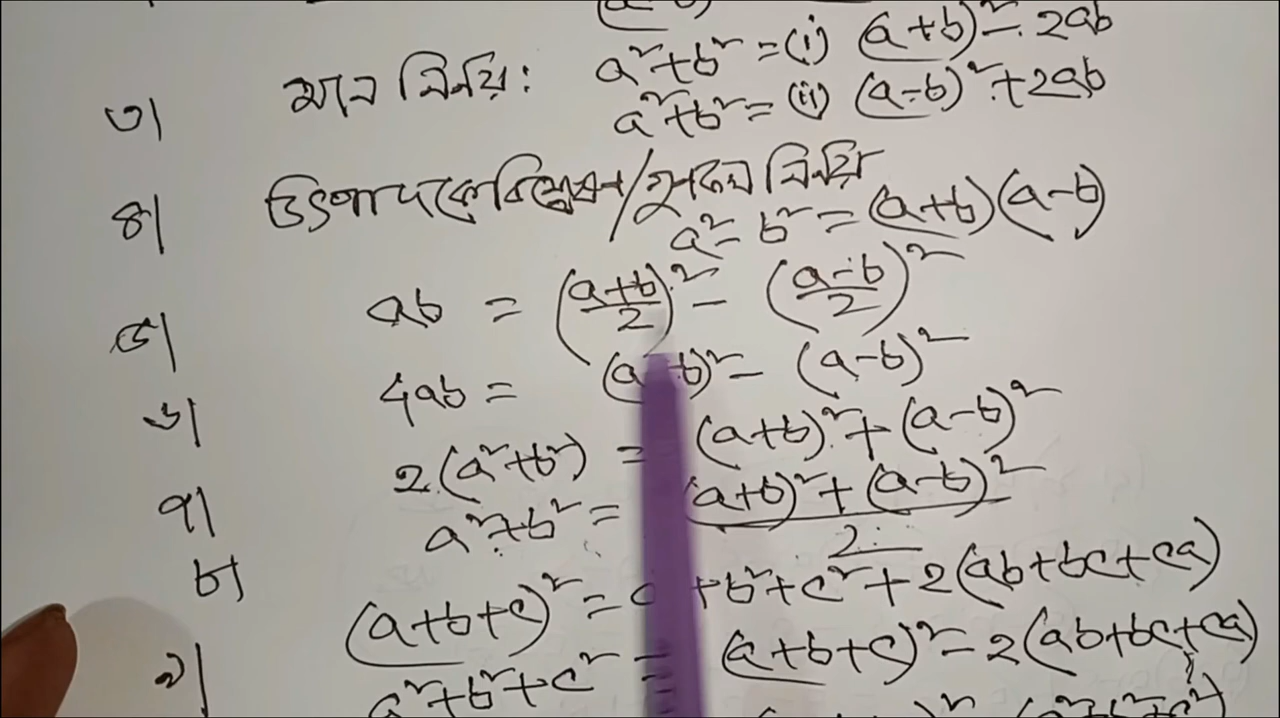 ৩| মান নির্ণয়: a²+b² = (i) (a+b)² - 2ab
a²+b² = (ii) (a-b)² + 2ab
৪| উৎপাদকে বিশ্লেষণ/গুণফল নির্ণয়
a² - b² = (a+b)(a-b)
৫| ab = (a+b/2)² - (a-b/2)²
৬| 4ab = (a+b)² - (a-b)²
৭| 2(a²+b²) = (a+b)² + (a-b)²
৮| a²+b² = (a+b)² + (a-b)² / 2
(a+b+c)² = +b²+c²+2(ab+bc+ca)
৯| a²+b²+c² = (a+b+c)² - 2(ab+bc+ca)